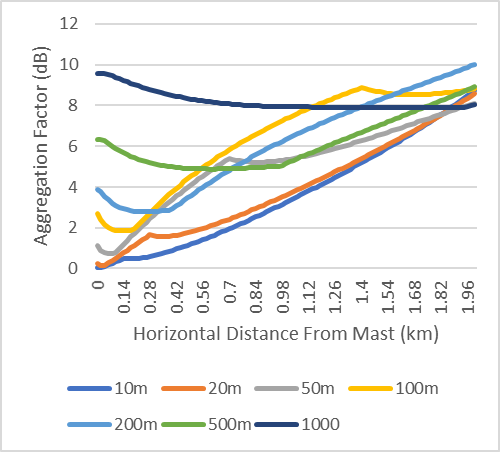 Aggregation Factor (dB)
12
10
8
6
4
2
0
0 0.14 0.28 0.42 0.56 0.7 0.84 0.98 1.12 1.26 1.4 1.54 1.68 1.82 1.96
Horizontal Distance From Mast (km)
10m 20m 50m 100m
200m 500m 1000